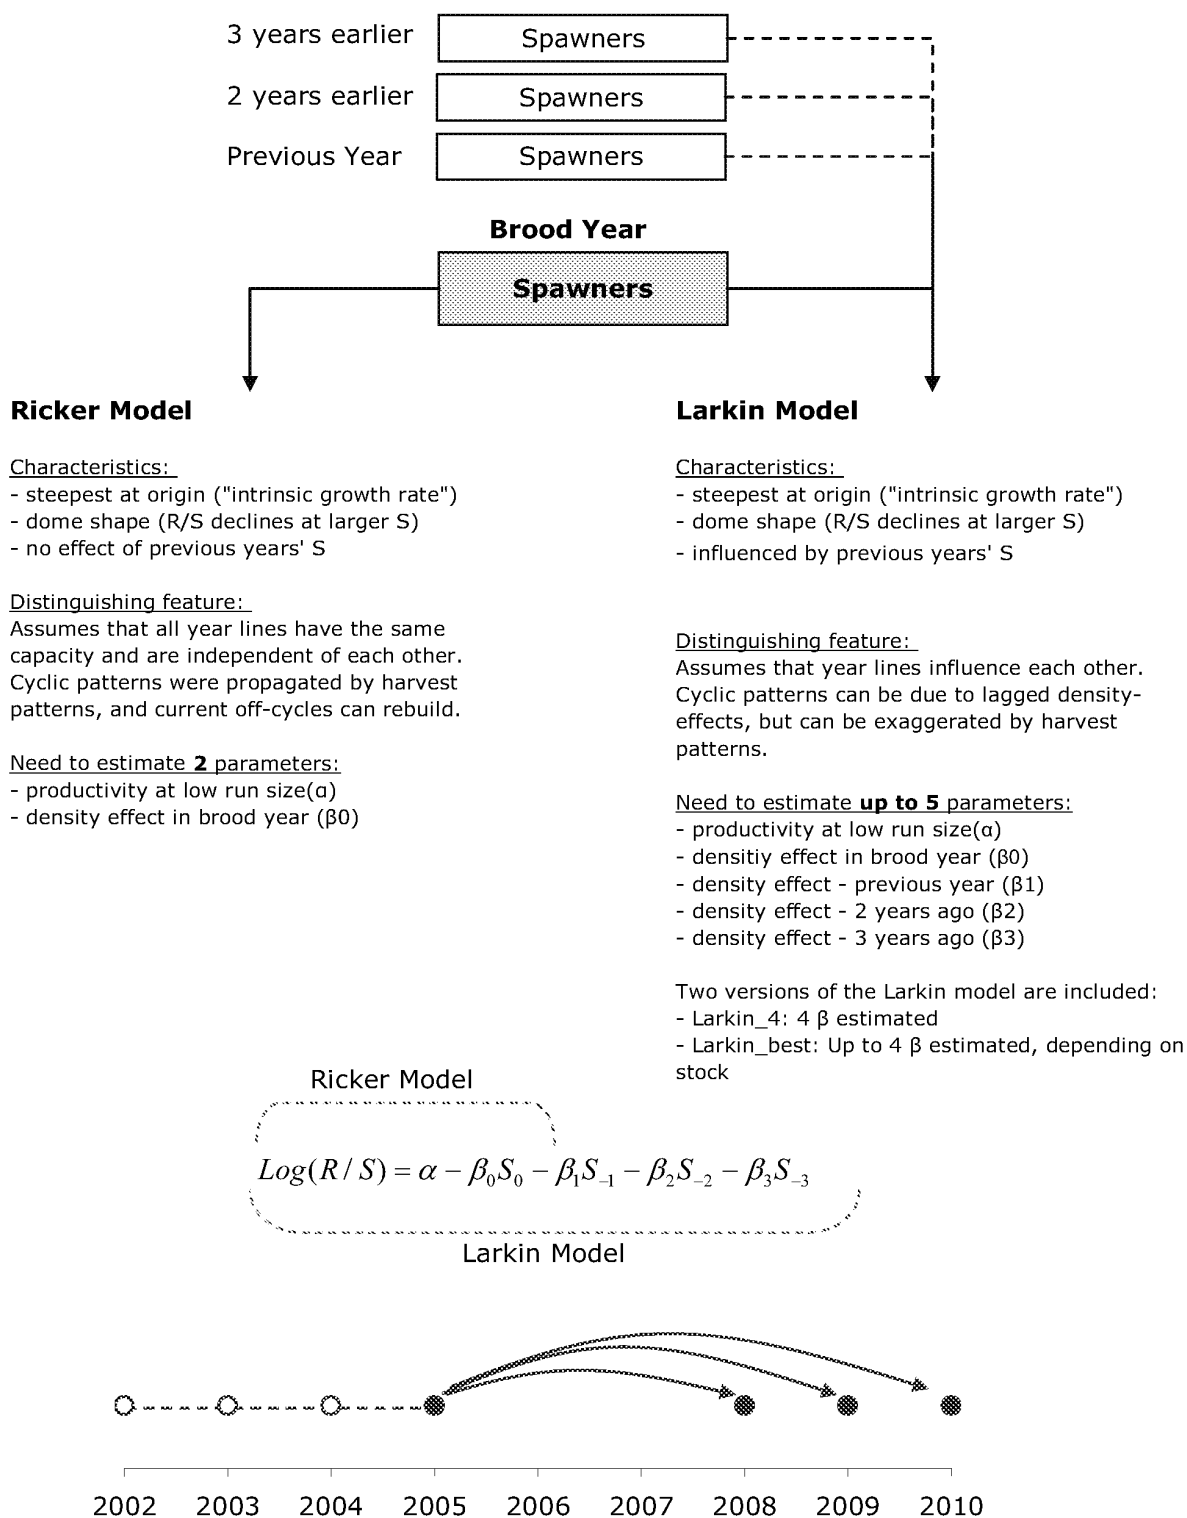 3 years earlier
Spawners
2 years earlier
Spawners
Previous Year
Spawners
Brood Year
Spawners
Ricker Model
Characteristics:
- steepest at origin ("intrinsic growth rate")
- dome shape (R/S declines at larger S)
- no effect of previous years' S
Distinguishing feature:
Assumes that all year lines have the same
capacity and are independent of each other.
Cyclic patterns were propagated by harvest
patterns, and current off-cycles can rebuild.
Need to estimate 2 parameters:
- productivity at low run size(α)
- density effect in brood year (β0)
Larkin Model
Characteristics:
- steepest at origin ("intrinsic growth rate")
- dome shape (R/S declines at larger S)
- influenced by previous years' S
Distinguishing feature:
Assumes that year lines influence each other.
Cyclic patterns can be due to lagged density-
effects, but can be exaggerated by harvest
patterns.
Need to estimate up to 5 parameters:
- productivity at low run size(α)
- densitiy effect in brood year (β0)
- density effect - previous year (β1)
- density effect - 2 years ago (β2)
- density effect - 3 years ago (β3)
Two versions of the Larkin model are included:
- Larkin_4: 4 β estimated
- Larkin_best: Up to 4 β estimated, depending on
stock
Ricker Model
Log(R / S) = α − β₀S₀ − β₁S₋₁ − β₂S₋₂ − β₃S₋₃
Larkin Model
2002 2003 2004 2005 2006 2007 2008 2009 2010